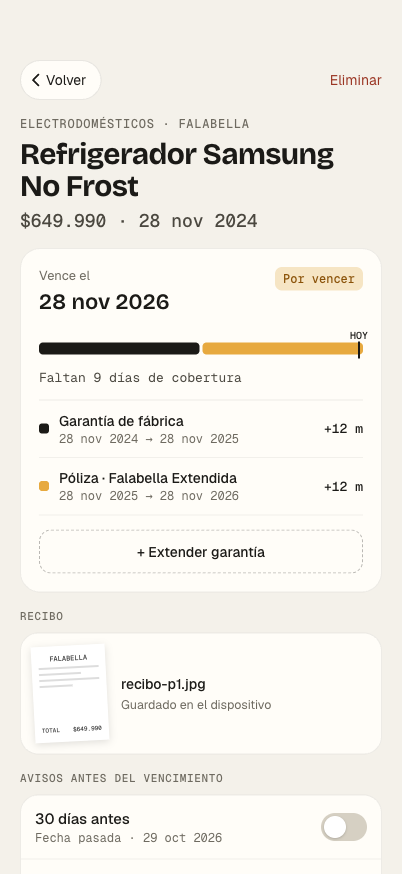 Volver
Eliminar
ELECTRODOMÉSTICOS · FALABELLA
Refrigerador Samsung
No Frost
$649.990 · 28 nov 2024
Vence el
Por vencer
28 nov 2026
HOY
Faltan 9 días de cobertura
Garantía de fábrica
28 nov 2024 → 28 nov 2025
+12 m
Póliza · Falabella Extendida
28 nov 2025 → 28 nov 2026
+12 m
+ Extender garantía
RECIBO
FALABELLA
TOTAL $649.990
recibo-p1.jpg
Guardado en el dispositivo
AVISOS ANTES DEL VENCIMIENTO
30 días antes
Fecha pasada · 29 oct 2026